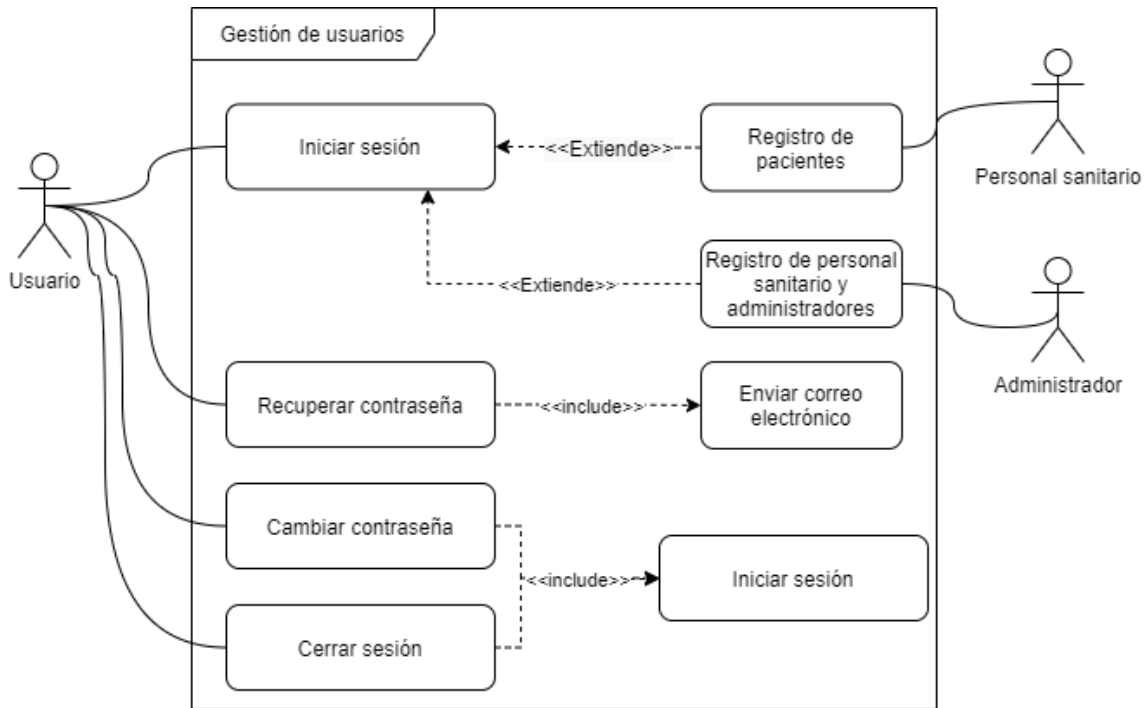 Gestión de usuarios
Iniciar sesión
<<Extiende>>
Registro de
pacientes
Personal sanitario
Usuario
<<Extiende>>
Registro de personal
sanitario y
administradores
Administrador
Recuperar contraseña
<<include>>
Enviar correo
electrónico
Cambiar contraseña
<<include>>
Iniciar sesión
Cerrar sesión